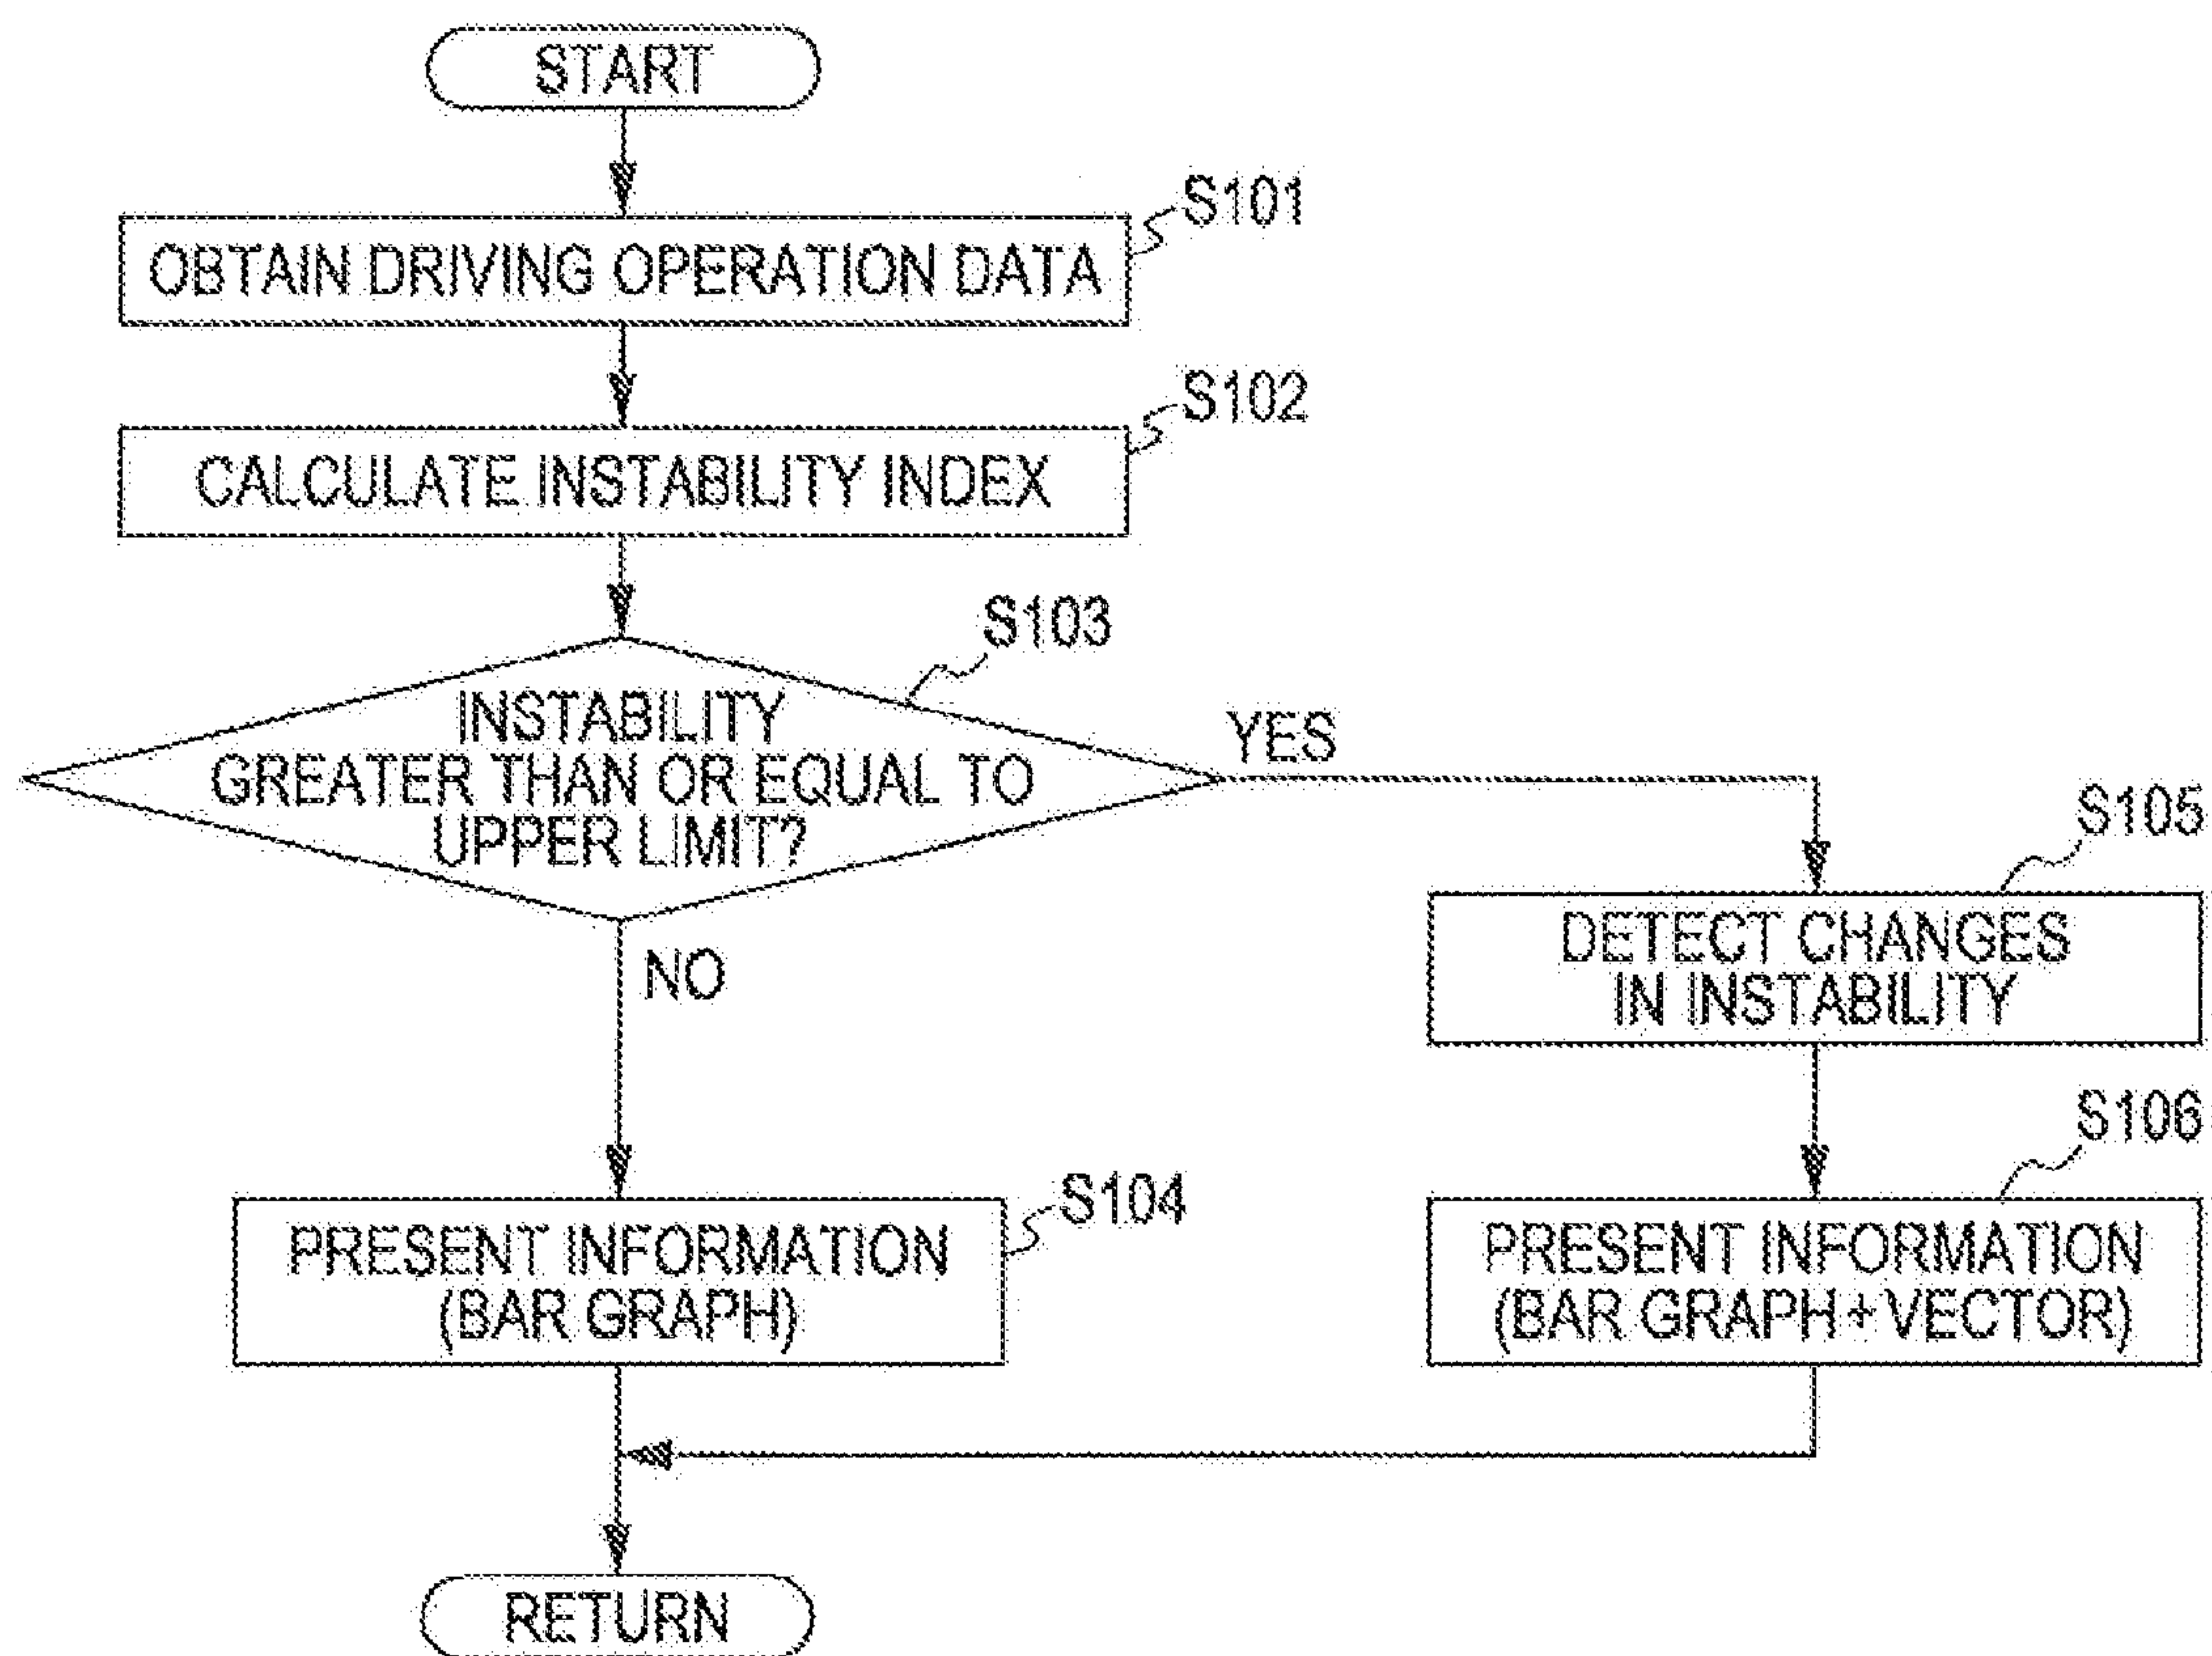 START
S101
OBTAIN DRIVING OPERATION DATA
S102
CALCULATE INSTABILITY INDEX
S103
INSTABILITY
GREATER THAN OR EQUAL TO
UPPER LIMIT?
YES
NO
S105
DETECT CHANGES
IN INSTABILITY
S104
PRESENT INFORMATION
(BAR GRAPH)
S106
PRESENT INFORMATION
(BAR GRAPH + VECTOR)
RETURN